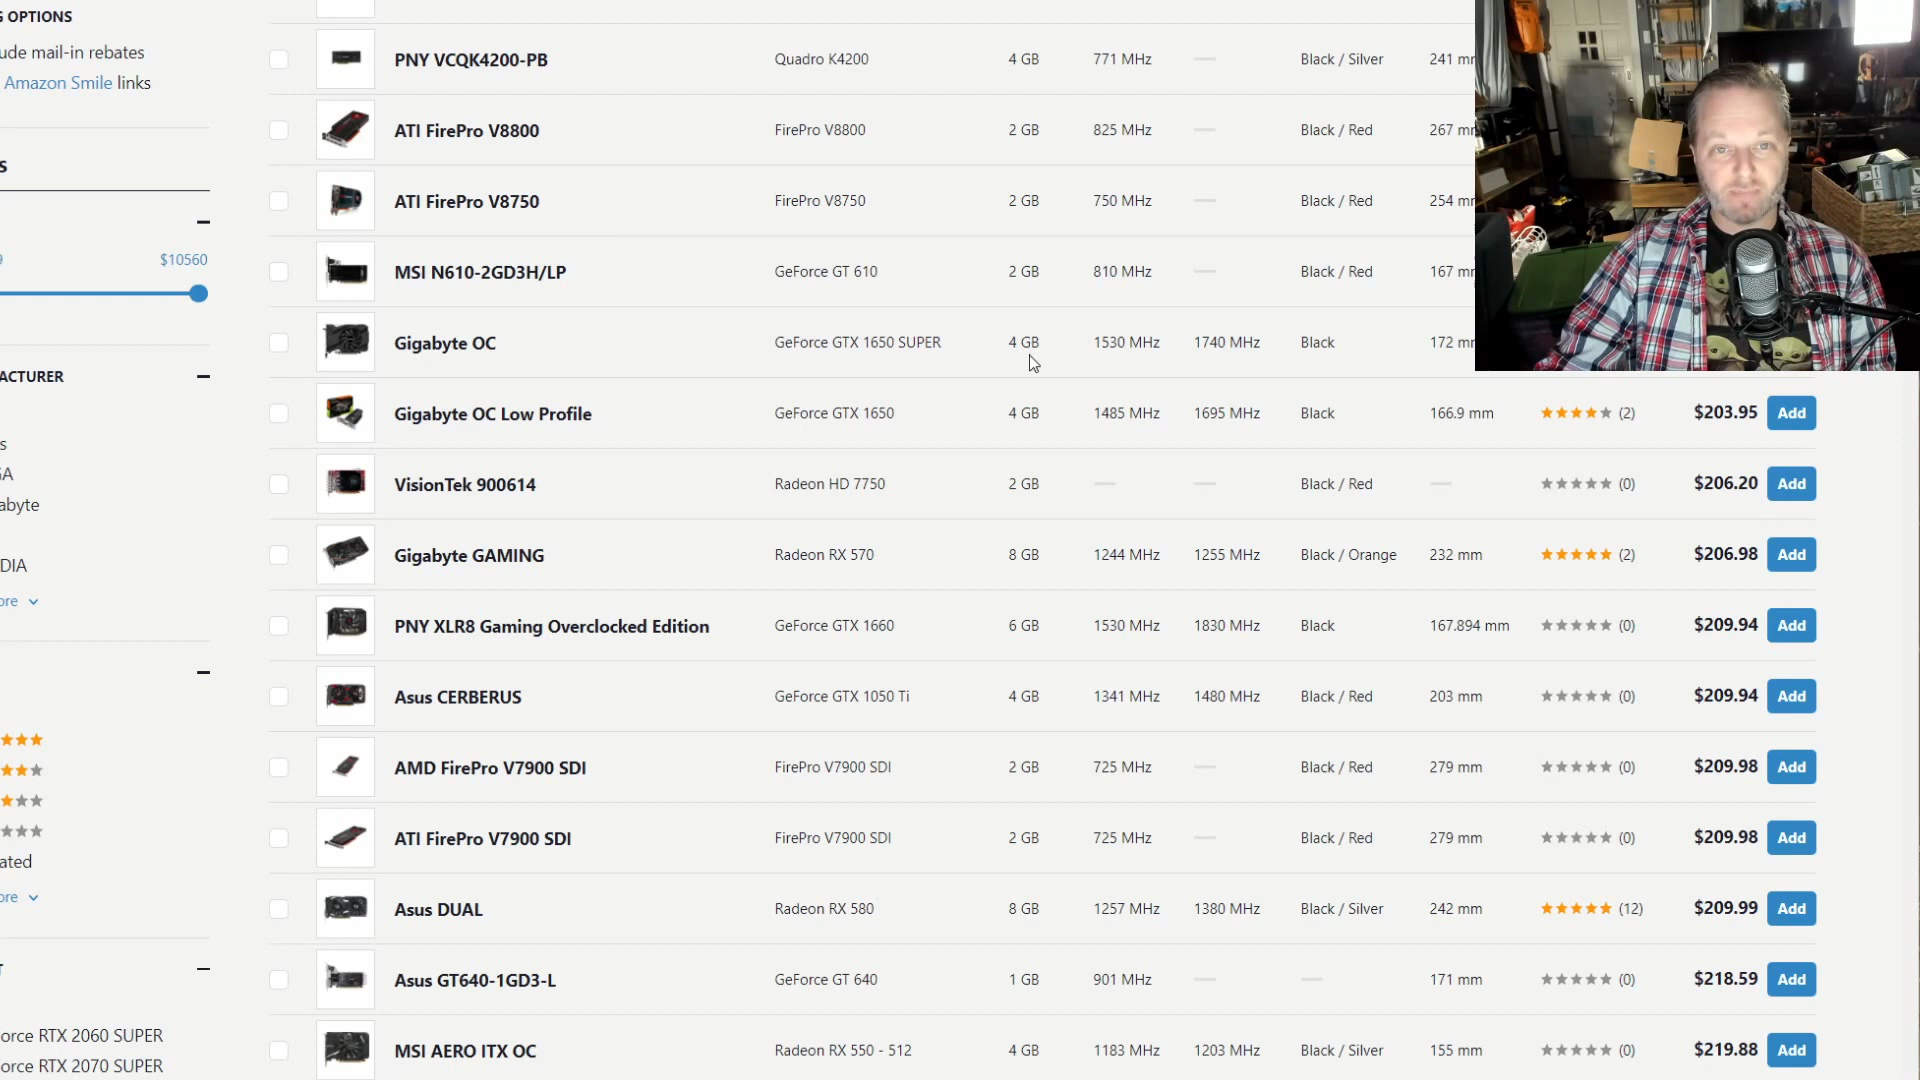 G OPTIONS
ude mail-in rebates
Amazon Smile links
S
9 $10560
ACTURER
s
GA
abyte
DIA
ore
ated
ore
T
orce RTX 2060 SUPER
orce RTX 2070 SUPER
PNY VCQK4200-PB Quadro K4200 4 GB 771 MHz — Black / Silver 241 mm
ATI FirePro V8800 FirePro V8800 2 GB 825 MHz — Black / Red 267 mm
ATI FirePro V8750 FirePro V8750 2 GB 750 MHz — Black / Red 254 mm
MSI N610-2GD3H/LP GeForce GT 610 2 GB 810 MHz — Black / Red 167 mm
Gigabyte OC GeForce GTX 1650 SUPER 4 GB 1530 MHz 1740 MHz Black 172 mm
Gigabyte OC Low Profile GeForce GTX 1650 4 GB 1485 MHz 1695 MHz Black 166.9 mm (2) $203.95 Add
VisionTek 900614 Radeon HD 7750 2 GB — — Black / Red — (0) $206.20 Add
Gigabyte GAMING Radeon RX 570 8 GB 1244 MHz 1255 MHz Black / Orange 232 mm (2) $206.98 Add
PNY XLR8 Gaming Overclocked Edition GeForce GTX 1660 6 GB 1530 MHz 1830 MHz Black 167.894 mm (0) $209.94 Add
Asus CERBERUS GeForce GTX 1050 Ti 4 GB 1341 MHz 1480 MHz Black / Red 203 mm (0) $209.94 Add
AMD FirePro V7900 SDI FirePro V7900 SDI 2 GB 725 MHz — Black / Red 279 mm (0) $209.98 Add
ATI FirePro V7900 SDI FirePro V7900 SDI 2 GB 725 MHz — Black / Red 279 mm (0) $209.98 Add
Asus DUAL Radeon RX 580 8 GB 1257 MHz 1380 MHz Black / Silver 242 mm (12) $209.99 Add
Asus GT640-1GD3-L GeForce GT 640 1 GB 901 MHz — — 171 mm (0) $218.59 Add
MSI AERO ITX OC Radeon RX 550 - 512 4 GB 1183 MHz 1203 MHz Black / Silver 155 mm (0) $219.88 Add